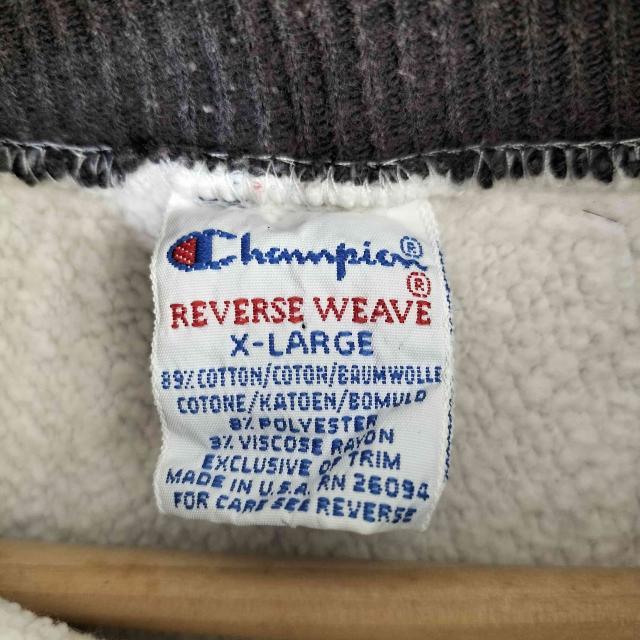 Champion®
REVERSE WEAVE®
X-LARGE
89% COTTON/COTON/BAUMWOLLE
COTONE/KATOEN/BOMULD
8% POLYESTER
3% VISCOSE RAYON
EXCLUSIVE OF TRIM
MADE IN U.S.A. RN 26094
FOR CARE SEE REVERSE